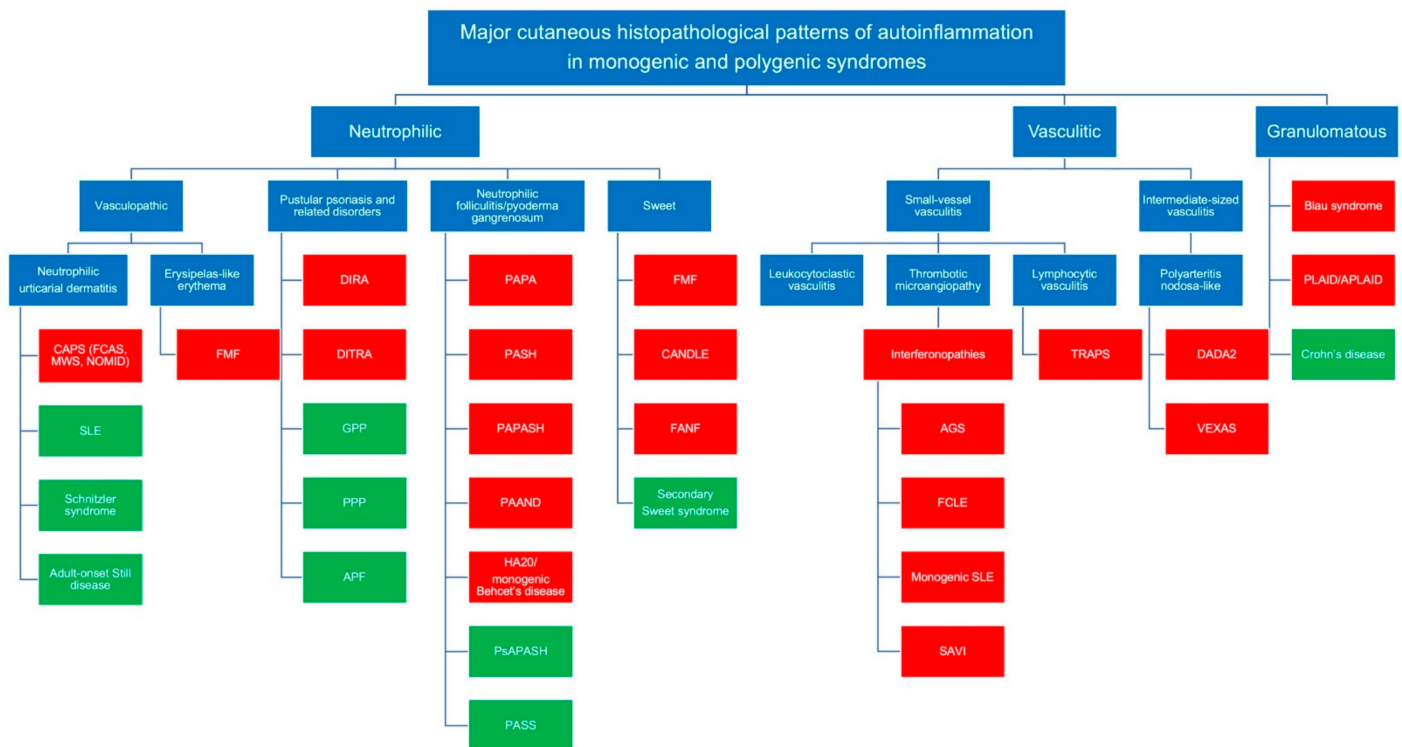 Major cutaneous histopathological patterns of autoinflammation
in monogenic and polygenic syndromes
Neutrophilic
Vasculitic
Granulomatous
Vasculopathic
Pustular psoriasis and
related disorders
Neutrophilic
folliculitis/pyoderma
gangrenosum
Sweet
Small-vessel
vasculitis
Intermediate-sized
vasculitis
Blau syndrome
Neutrophilic
urticarial dermatitis
Erysipelas-like
erythema
DIRA
PAPA
FMF
Leukocytoclastic
vasculitis
Thrombotic
microangiopathy
Lymphocytic
vasculitis
Polyarteritis
nodosa-like
PLAID/APLAID
CAPS (FCAS,
MWS, NOMID)
FMF
DITRA
PASH
CANDLE
Interferonopathies
TRAPS
DADA2
Crohn's disease
SLE
GPP
PAPASH
FANF
AGS
VEXAS
Schnitzler
syndrome
PPP
PAAND
Secondary
Sweet syndrome
FCLE
Adult-onset Still
disease
APF
HA20/
monogenic
Behcet's disease
Monogenic SLE
PsAPASH
SAVI
PASS